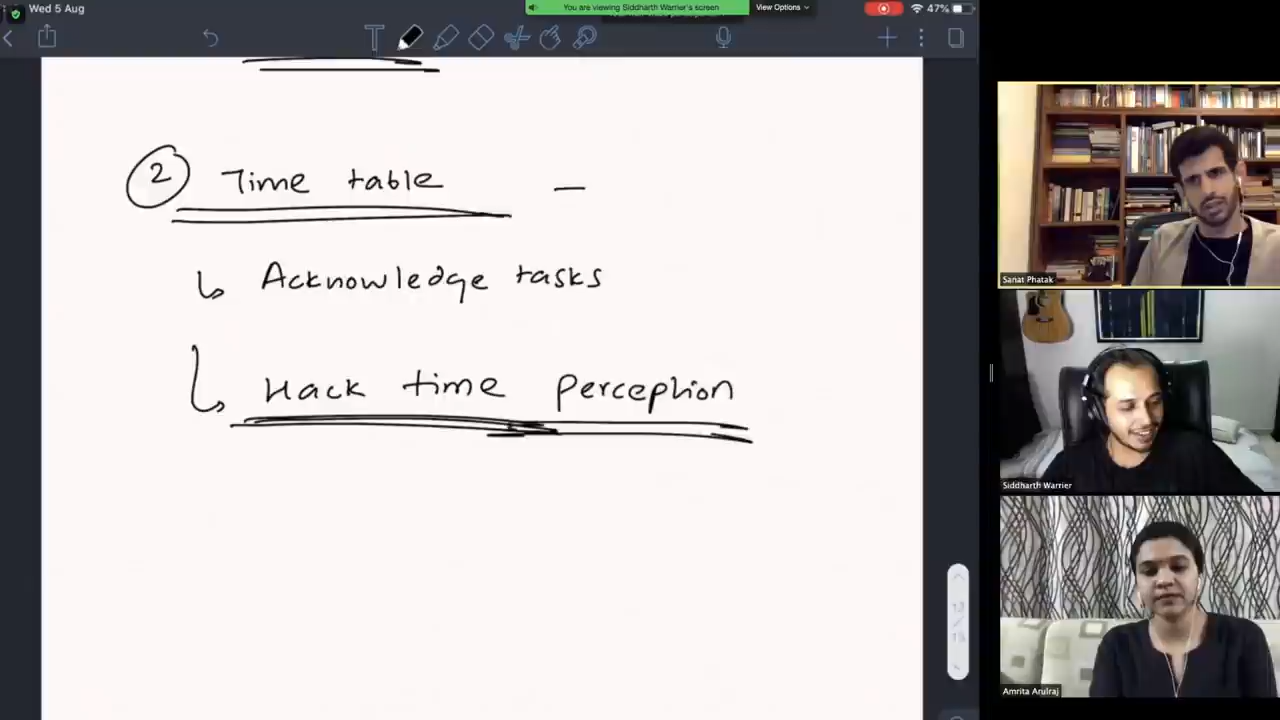 Wed 5 Aug
You are viewing Siddharth Warrier's screen
View Options
47%
T
2 Time table —
Acknowledge tasks
Hack time perception
Sanat Phatak
Siddharth Warrier
Amrita Arulraj